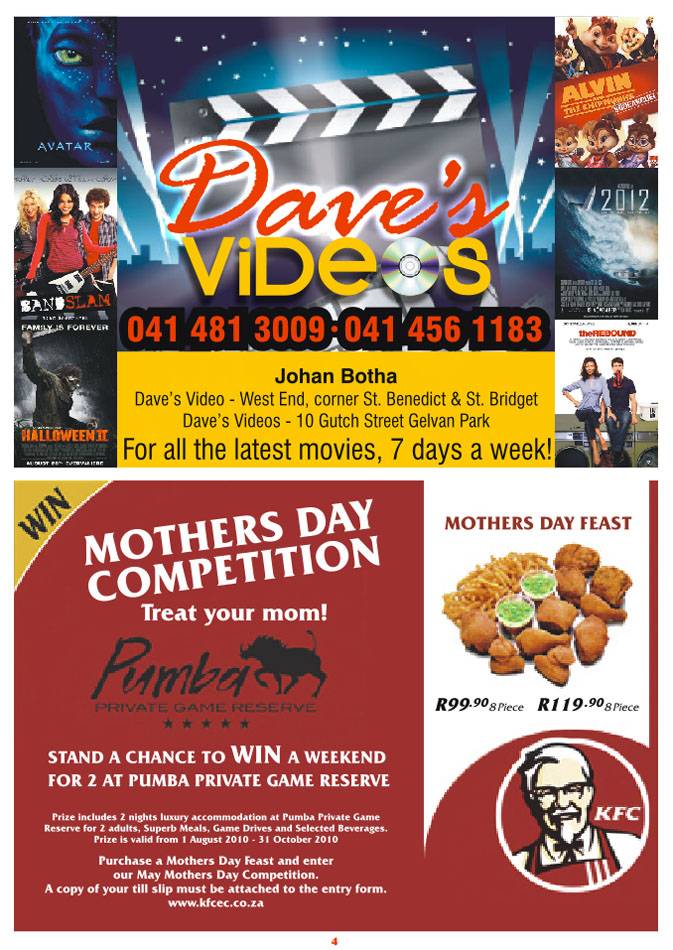 AVATAR
BANDSLAM
FAMILY IS FOREVER
HALLOWEEN II
Dave's
ViDEOS
041 481 3009 : 041 456 1183
Johan Botha
Dave's Video - West End, corner St. Benedict & St. Bridget
Dave's Videos - 10 Gutch Street Gelvan Park
For all the latest movies, 7 days a week!
ALVIN
AND
THE CHIPMUNKS
2012
theREBOUND
WIN
MOTHERS DAY
COMPETITION
Treat your mom!
Pumba
PRIVATE GAME RESERVE
STAND A CHANCE TO WIN A WEEKEND
FOR 2 AT PUMBA PRIVATE GAME RESERVE
Prize includes 2 nights luxury accommodation at Pumba Private Game
Reserve for 2 adults, Superb Meals, Game Drives and Selected Beverages.
Prize is valid from 1 August 2010 - 31 October 2010
Purchase a Mothers Day Feast and enter
our May Mothers Day Competition.
A copy of your till slip must be attached to the entry form.
www.kfcec.co.za
MOTHERS DAY FEAST
R99.90 8 Piece R119.90 8 Piece
KFC
4